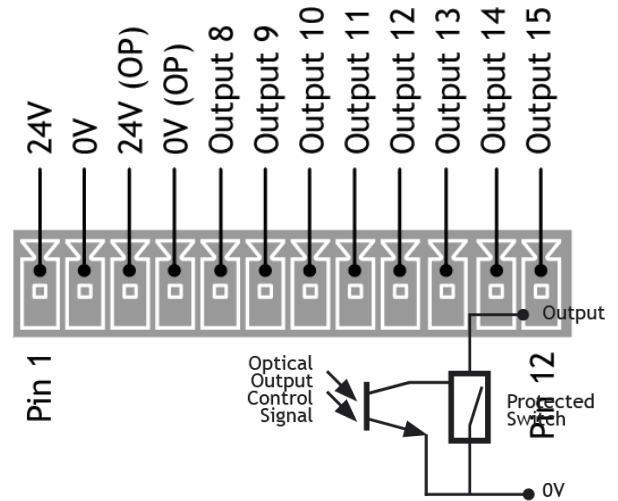 24V
0V
24V (OP)
0V (OP)
Output 8
Output 9
Output 10
Output 11
Output 12
Output 13
Output 14
Output 15
Output
Pin 1
Optical
Output
Control
Signal
Pin 12
Protected
Switch
0V